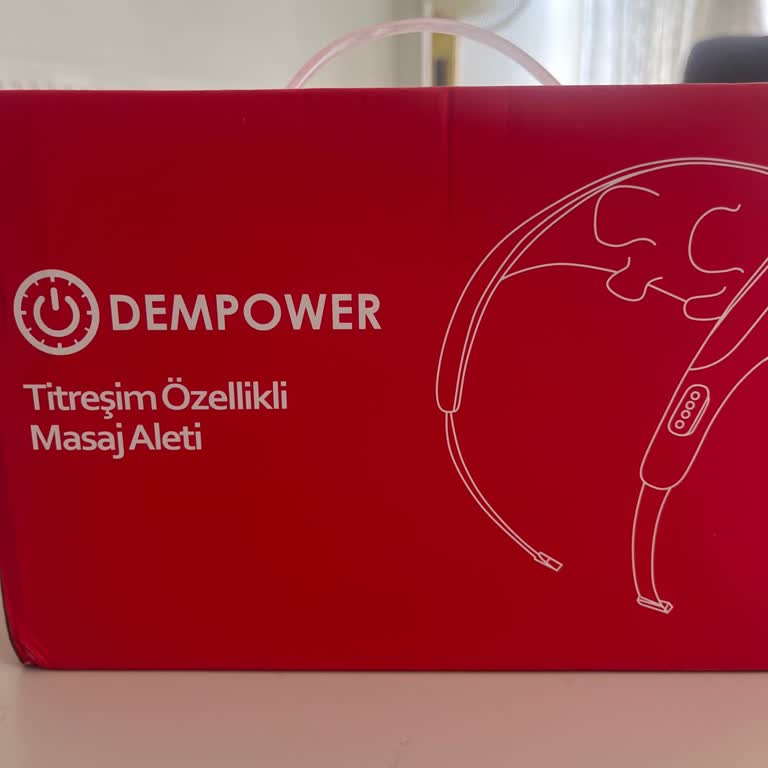 DEMPOWER
Titreşim Özellikli
Masaj Aleti